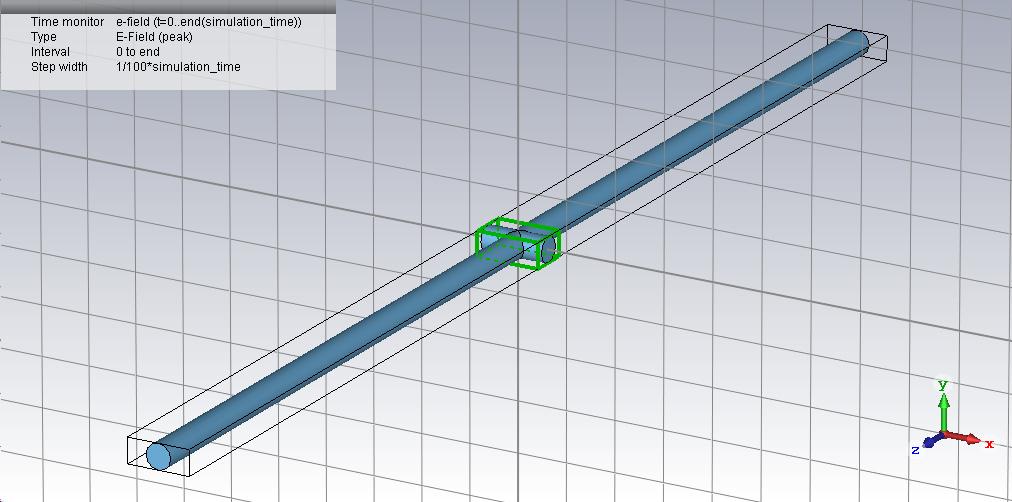 Time monitor e-field (t=0..end(simulation_time))
Type E-Field (peak)
Interval 0 to end
Step width 1/100*simulation_time
y
x
z